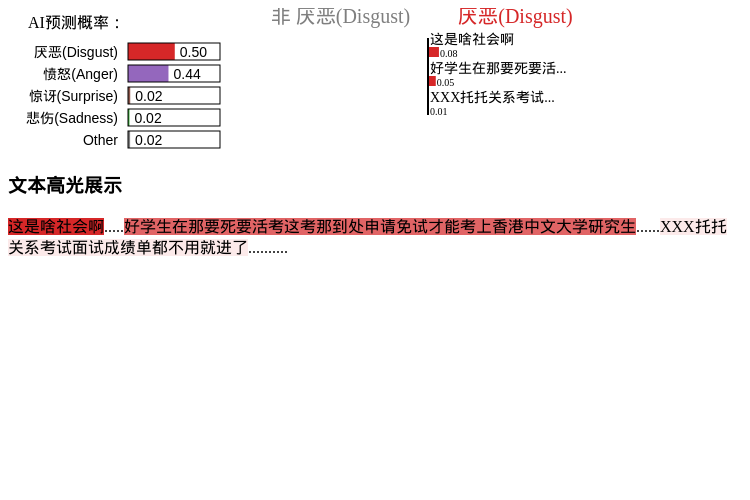 AI预测概率：
非 厌恶(Disgust)
厌恶(Disgust)
厌恶(Disgust) 0.50
愤怒(Anger) 0.44
惊讶(Surprise) 0.02
悲伤(Sadness) 0.02
Other 0.02
这是啥社会啊
0.08
好学生在那要死要活...
0.05
XXX托托关系考试...
0.01
文本高光展示
这是啥社会啊.....好学生在那要死要活考这考那到处申请免试才能考上香港中文大学研究生......XXX托托
关系考试面试成绩单都不用就进了..........